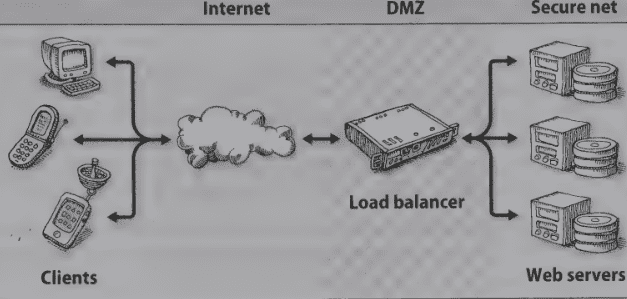 Internet
DMZ
Secure net
Load balancer
Clients
Web servers